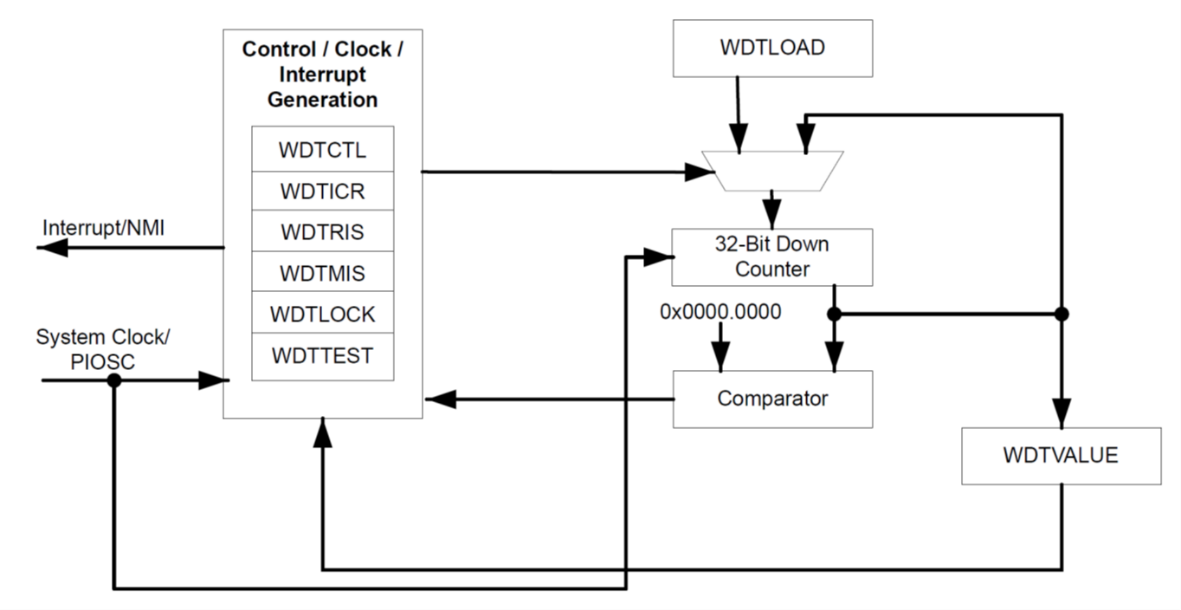 Control / Clock /
Interrupt
Generation
WDTCTL
WDTICR
WDTRIS
WDTMIS
WDTLOCK
WDTTEST
Interrupt/NMI
System Clock/
PIOSC
WDTLOAD
32-Bit Down
Counter
0x0000.0000
Comparator
WDTVALUE